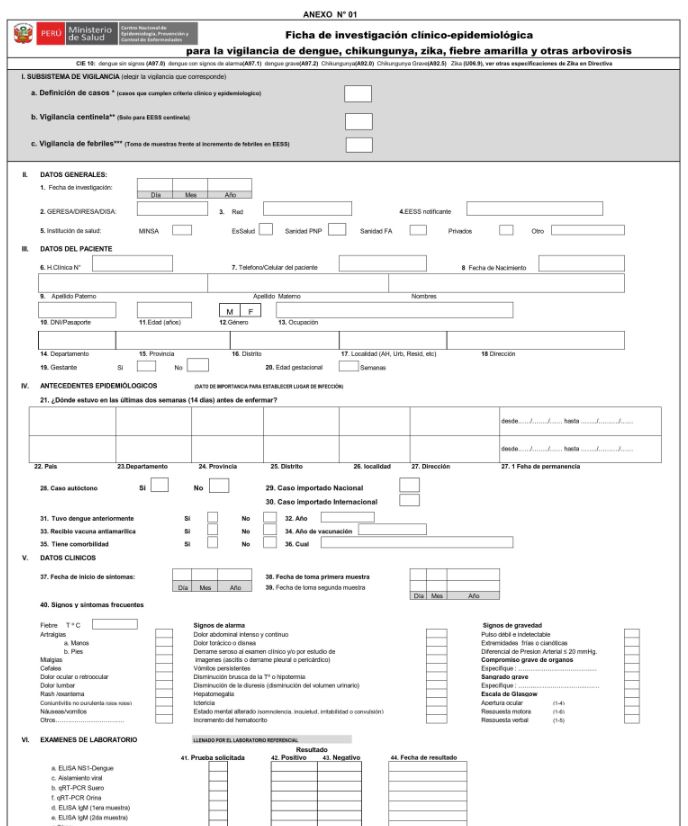 ANEXO N° 01
PERÚ Ministerio de Salud Centro Nacional de Epidemiología, Prevención y Control de Enfermedades
Ficha de investigación clínico-epidemiológica
para la vigilancia de dengue, chikungunya, zika, fiebre amarilla y otras arbovirosis
CIE 10: dengue sin signos (A97.0) dengue con signos de alarma(A97.1) dengue grave(A97.2) Chikungunya(A92.0) Chikungunya Grave(A92.5) Zika (U06.9), ver otras especificaciones de Zika en Directiva
I. SUBSISTEMA DE VIGILANCIA (elegir la vigilancia que corresponde)
a. Definición de casos * (casos que cumplen criterio clínico y epidemiologico)
b. Vigilancia centinela** (Solo para EESS centinela)
c. Vigilancia de febriles*** (Toma de muestras frente al incremento de febriles en EESS)
II. DATOS GENERALES:
1. Fecha de investigación:
Día Mes Año
2. GERESA/DIRESA/DISA: 3. Red 4.EESS notificante
5. Institución de salud: MINSA EsSalud Sanidad PNP Sanidad FA Privados Otro
III. DATOS DEL PACIENTE
6. H.Clínica N° 7. Telefono/Celular del paciente 8 Fecha de Nacimiento
9. Apellido Paterno Apellido Materno Nombres
M F
10. DNI/Pasaporte 11.Edad (años) 12.Género 13. Ocupación
14. Departamento 15. Provincia 16. Distrito 17. Localidad (AH, Urb, Resid, etc) 18 Dirección
19. Gestante Si No 20. Edad gestacional Semanas
IV. ANTECEDENTES EPIDEMIÓLOGICOS (DATO DE IMPORTANCIA PARA ESTABLECER LUGAR DE INFECCIÓN)
21. ¿Dónde estuvo en las últimas dos semanas (14 días) antes de enfermar?
desde....../......../...... hasta ......../........../......
desde....../......../...... hasta ......../........../......
22. País 23.Departamento 24. Provincia 25. Distrito 26. localidad 27. Dirección 27. 1 Feha de permanencia
28. Caso autóctono Si No 29. Caso importado Nacional
30. Caso importado Internacional
31. Tuvo dengue anteriormente Si No 32. Año
33. Recibio vacuna antiamarílica Si No 34. Año de vacunación
35. Tiene comorbilidad Si No 36. Cual
V. DATOS CLINICOS
37. Fecha de inicio de síntomas: 38. Fecha de toma primera muestra
Día Mes Año 39. Fecha de toma segunda muestra
Día Mes Año
40. Signos y síntomas frecuentes
Fiebre T ° C Signos de alarma Signos de gravedad
Artralgias Dolor abdominal intenso y continuo Pulso débil e indetectable
a. Manos Dolor torácico o disnea Extremidades frías o cianóticas
b. Pies Derrame seroso al examen clínico y/o por estudio de Diferencial de Presion Arterial ≤ 20 mmHg.
Mialgias imagenes (ascitis o derrame pleural o pericárdico) Compromiso grave de organos
Cefalea Vómitos persistentes Especifique : ................................
Dolor ocular o retroocular Disminución brusca de la T° o hipotermia Sangrado grave
Dolor lumbar Disminución de la diuresis (disminución del volumen urinario) Especifique : ................................
Rash /exantema Hepatomegalia Escala de Glasgow
Conjuntivitis no purulenta (ojos rojos) Ictericia Apertura ocular (1-4)
Náuseas/vomitos Estado mental alterado (somnolencia, inquietud, irritabilidad o convulsión) Respuesta motora (1-6)
Otros.............................. Incremento del hematocrito Respuesta verbal (1-5)
VI. EXAMENES DE LABORATORIO LLENADO POR EL LABORATORIO REFERENCIAL
Resultado
41. Prueba solicitada 42. Positivo 43. Negativo 44. Fecha de resultado
a. ELISA NS1-Dengue
c. Aislamiento viral
b. qRT-PCR Suero
f. qRT-PCR Orina
d. ELISA IgM (1era muestra)
e. ELISA IgM (2da muestra)